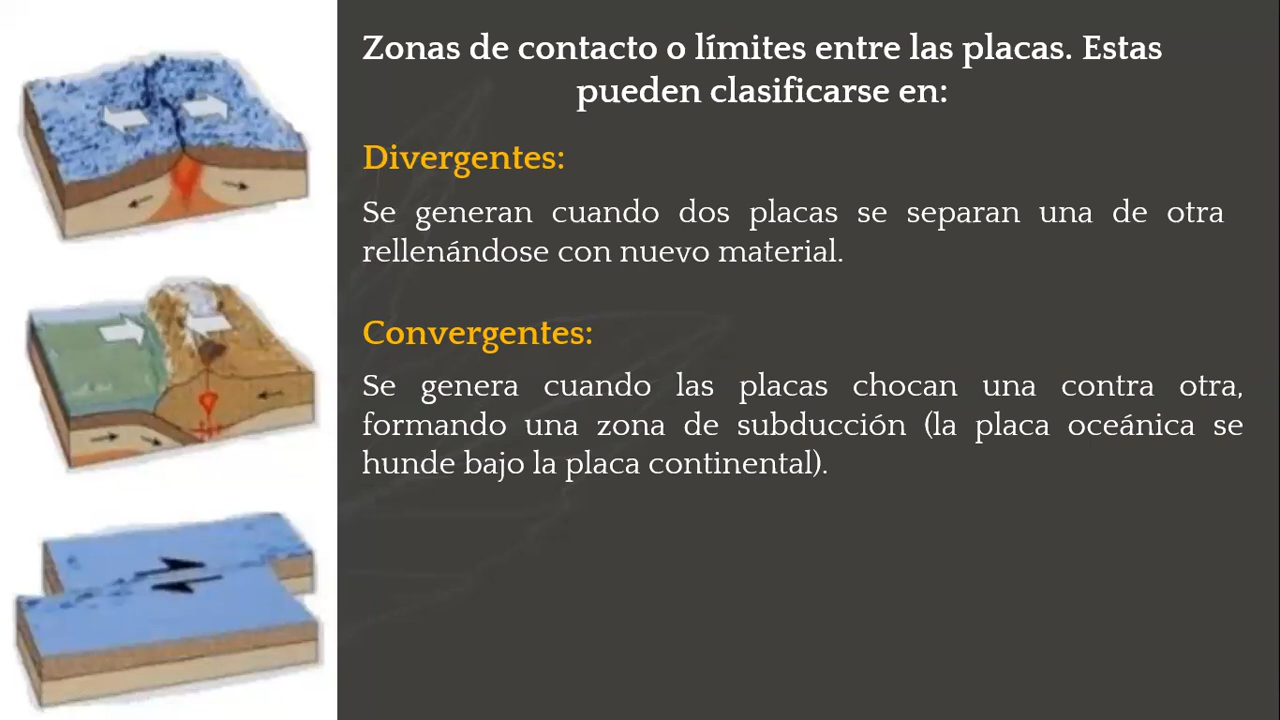 Zonas de contacto o límites entre las placas. Estas
pueden clasificarse en:
Divergentes:
Se generan cuando dos placas se separan una de otra
rellenándose con nuevo material.
Convergentes:
Se genera cuando las placas chocan una contra otra,
formando una zona de subducción (la placa oceánica se
hunde bajo la placa continental).